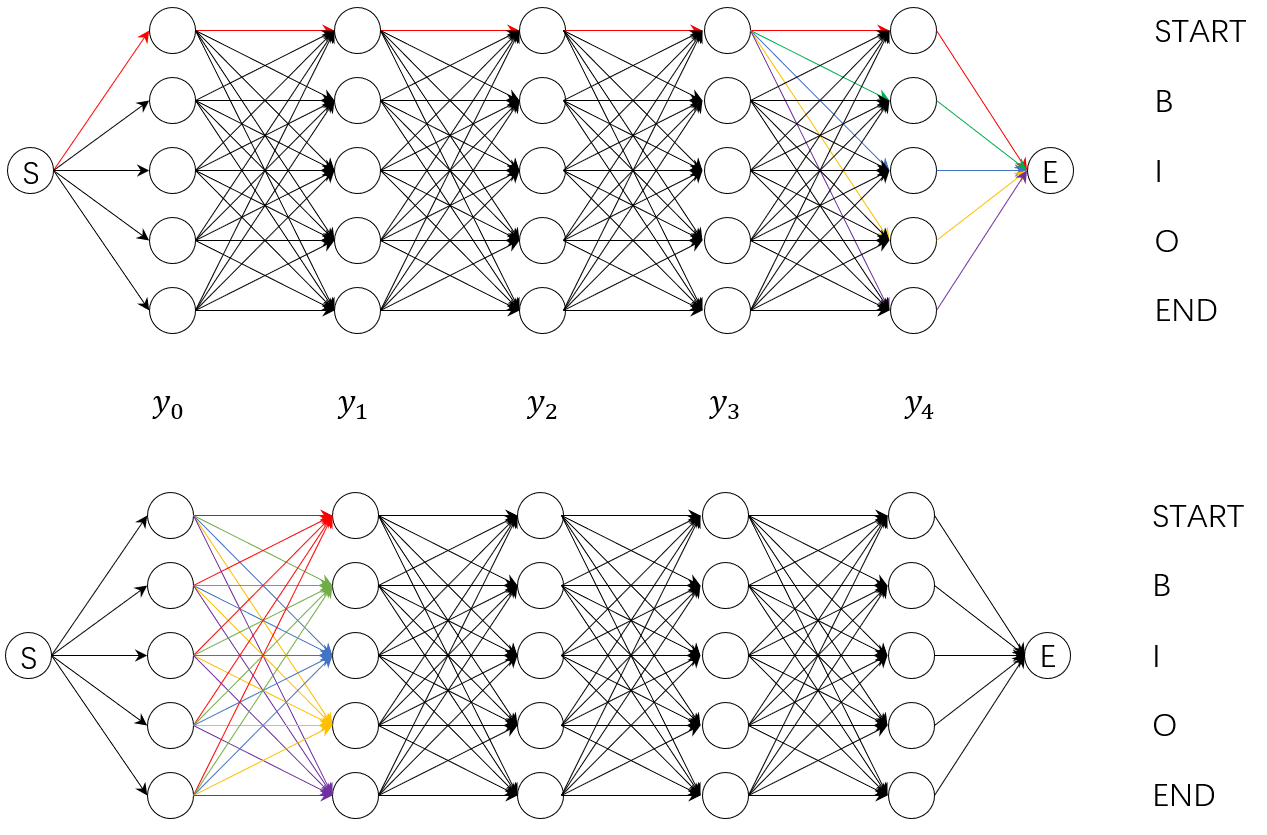 START
B
S I E
O
END
y₀ y₁ y₂ y₃ y₄
START
B
S E I
O
END